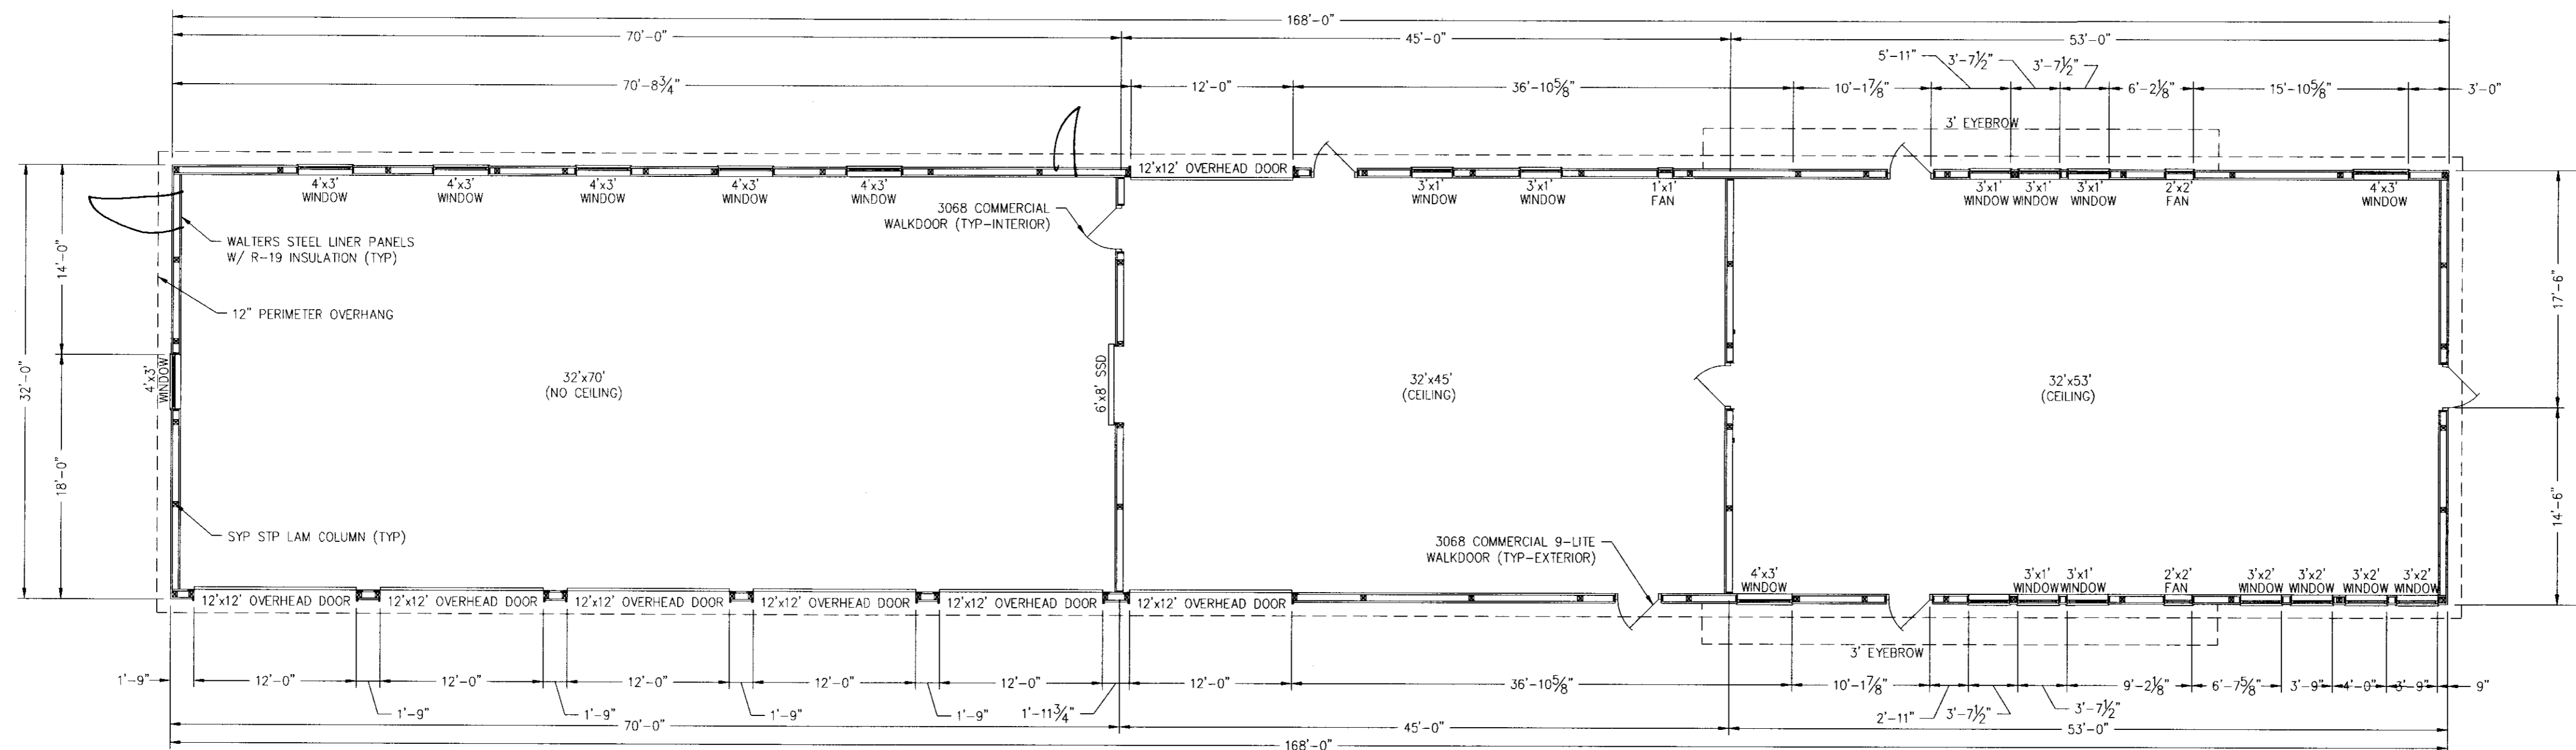 168'-0"
70'-0"
45'-0"
53'-0"
5'-11"
3'-7½"
3'-7½"
70'-8¾"
12'-0"
36'-10⅝"
10'-1⅞"
6'-2⅛"
15'-10⅝"
3'-0"
3' EYEBROW
12'x12' OVERHEAD DOOR
4'x3'
WINDOW
4'x3'
WINDOW
4'x3'
WINDOW
4'x3'
WINDOW
4'x3'
WINDOW
3'x1'
WINDOW
3'x1'
WINDOW
1'x1'
FAN
3'x1'
WINDOW
3'x1'
WINDOW
3'x1'
WINDOW
2'x2'
FAN
4'x3'
WINDOW
3068 COMMERCIAL
WALKDOOR (TYP-INTERIOR)
WALTERS STEEL LINER PANELS
W/ R-19 INSULATION (TYP)
14'-0"
17'-6"
12" PERIMETER OVERHANG
32'-0"
4'x3'
WINDOW
32'x70'
(NO CEILING)
6'x8' SSD
32'x45'
(CEILING)
32'x53'
(CEILING)
18'-0"
14'-6"
SYP STP LAM COLUMN (TYP)
3068 COMMERCIAL 9-LITE
WALKDOOR (TYP-EXTERIOR)
12'x12' OVERHEAD DOOR
12'x12' OVERHEAD DOOR
12'x12' OVERHEAD DOOR
12'x12' OVERHEAD DOOR
12'x12' OVERHEAD DOOR
12'x12' OVERHEAD DOOR
4'x3'
WINDOW
3'x1'
WINDOW
3'x1'
WINDOW
2'x2'
FAN
3'x2'
WINDOW
3'x2'
WINDOW
3'x2'
WINDOW
3'x2'
WINDOW
3' EYEBROW
1'-9"
12'-0"
12'-0"
12'-0"
12'-0"
12'-0"
12'-0"
36'-10⅝"
10'-1⅞"
9'-2⅛"
6'-7⅝"
3'-9"
4'-0"
3'-9"
9"
1'-9"
1'-9"
1'-9"
1'-9"
1'-11¾"
2'-11"
3'-7½"
3'-7½"
70'-0"
45'-0"
53'-0"
168'-0"